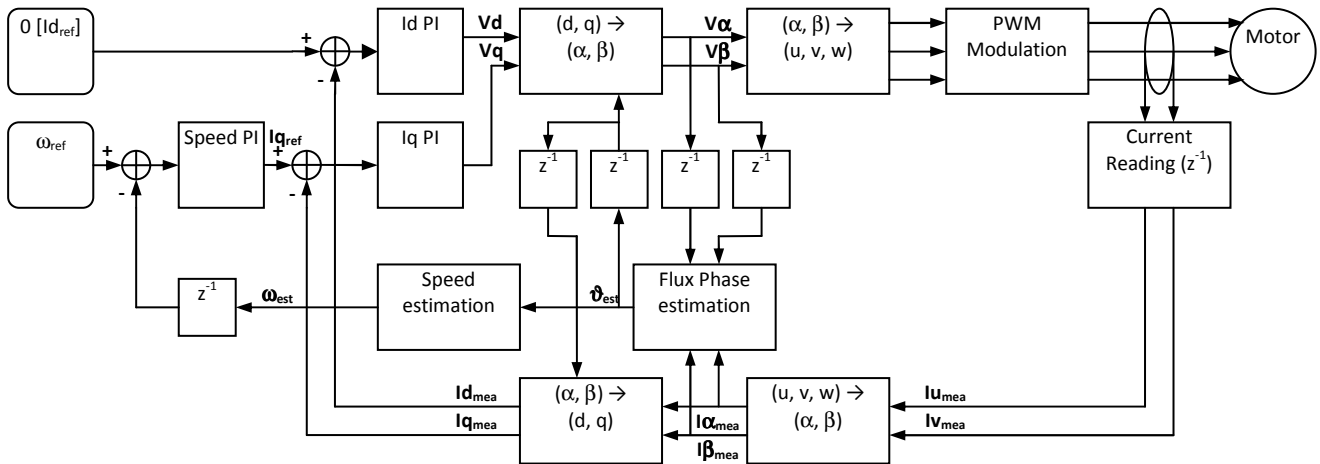 0 [Idref]
+
-
Id PI
Vd
Vq
(d, q) →
(α, β)
Vα
Vβ
(α, β) →
(u, v, w)
PWM
Modulation
Motor
ωref
+
-
Speed PI
Iqref
+
-
Iq PI
z-1
z-1
z-1
z-1
Current
Reading (z-1)
z-1
ωest
Speed
estimation
ϑest
Flux Phase
estimation
Idmea
Iqmea
(α, β) →
(d, q)
Iαmea
Iβmea
(u, v, w) →
(α, β)
Iumea
Ivmea